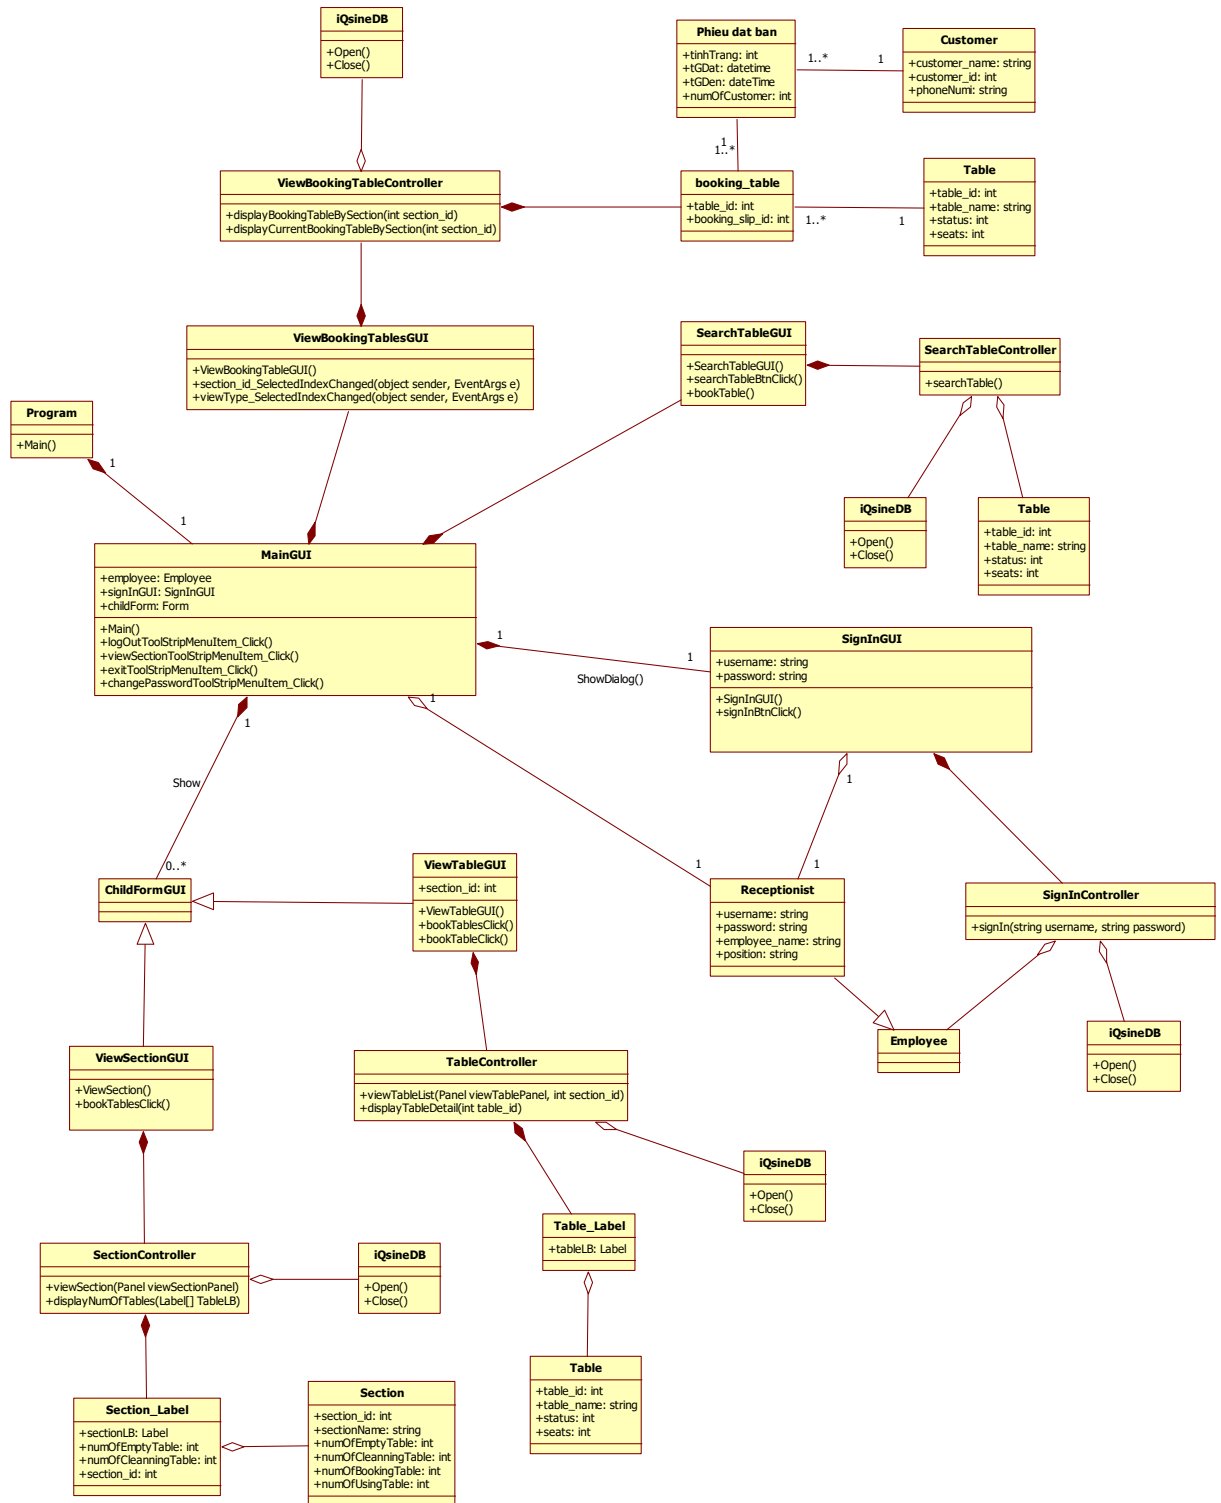 iQsineDB
+Open()
+Close()
Phieu dat ban
+tinhTrang: int
+tGDat: datetime
+tGDen: dateTime
+numOfCustomer: int
1..*
1
Customer
+customer_name: string
+customer_id: int
+phoneNumi: string
1
1..*
ViewBookingTableController
+displayBookingTableBySection(int section_id)
+displayCurrentBookingTableBySection(int section_id)
booking_table
+table_id: int
+booking_slip_id: int
1..*
1
Table
+table_id: int
+table_name: string
+status: int
+seats: int
ViewBookingTablesGUI
+ViewBookingTableGUI()
+section_id_SelectedIndexChanged(object sender, EventArgs e)
+viewType_SelectedIndexChanged(object sender, EventArgs e)
SearchTableGUI
+SearchTableGUI()
+searchTableBtnClick()
+bookTable()
SearchTableController
+searchTable()
Program
+Main()
1
1
iQsineDB
+Open()
+Close()
Table
+table_id: int
+table_name: string
+status: int
+seats: int
MainGUI
+employee: Employee
+signInGUI: SignInGUI
+childForm: Form
+Main()
+logOutToolStripMenuItem_Click()
+viewSectionToolStripMenuItem_Click()
+exitToolStripMenuItem_Click()
+changePasswordToolStripMenuItem_Click()
1
1
ShowDialog()
SignInGUI
+username: string
+password: string
+SignInGUI()
+signInBtnClick()
1
1
Show
0..*
1
1
1
ChildFormGUI
ViewTableGUI
+section_id: int
+ViewTableGUI()
+bookTablesClick()
+bookTableClick()
Receptionist
+username: string
+password: string
+employee_name: string
+position: string
SignInController
+signIn(string username, string password)
Employee
iQsineDB
+Open()
+Close()
ViewSectionGUI
+ViewSection()
+bookTablesClick()
TableController
+viewTableList(Panel viewTablePanel, int section_id)
+displayTableDetail(int table_id)
iQsineDB
+Open()
+Close()
Table_Label
+tableLB: Label
SectionController
+viewSection(Panel viewSectionPanel)
+displayNumOfTables(Label[] TableLB)
iQsineDB
+Open()
+Close()
Table
+table_id: int
+table_name: string
+status: int
+seats: int
Section_Label
+sectionLB: Label
+numOfEmptyTable: int
+numOfCleanningTable: int
+section_id: int
Section
+section_id: int
+sectionName: string
+numOfEmptyTable: int
+numOfCleanningTable: int
+numOfBookingTable: int
+numOfUsingTable: int